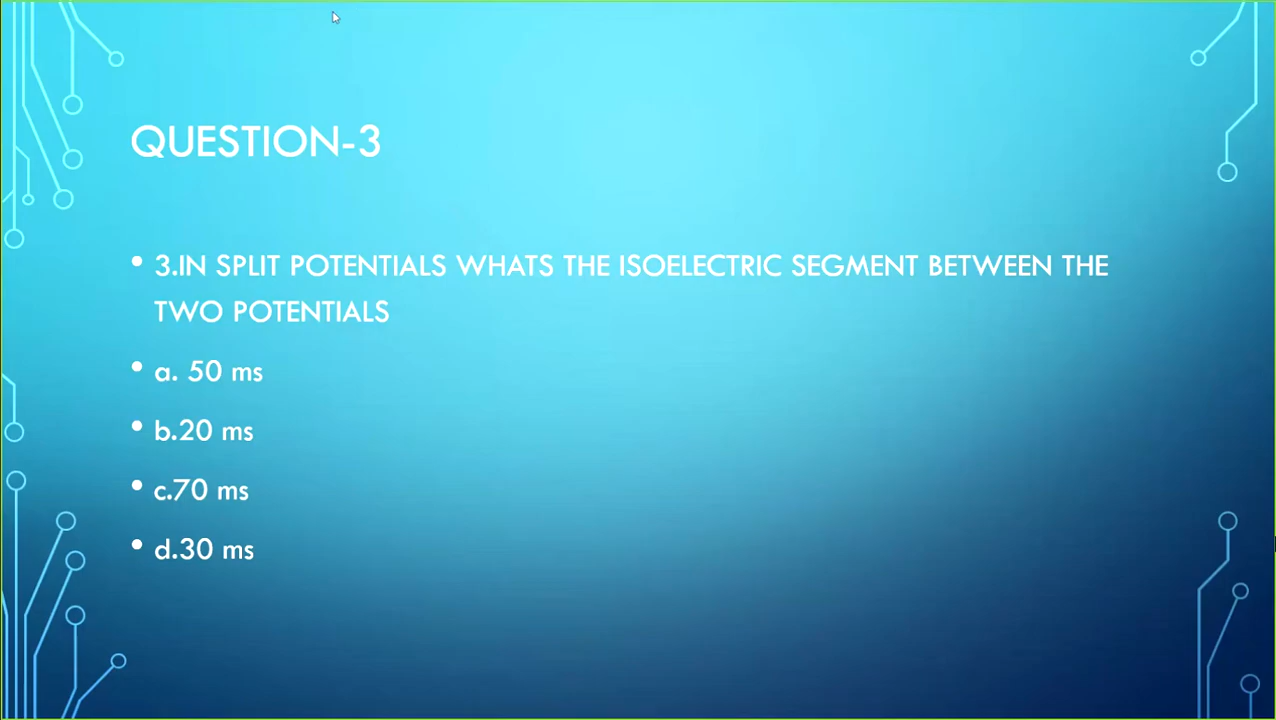 QUESTION-3
• 3.IN SPLIT POTENTIALS WHATS THE ISOELECTRIC SEGMENT BETWEEN THE
TWO POTENTIALS
• a. 50 ms
• b.20 ms
• c.70 ms
• d.30 ms